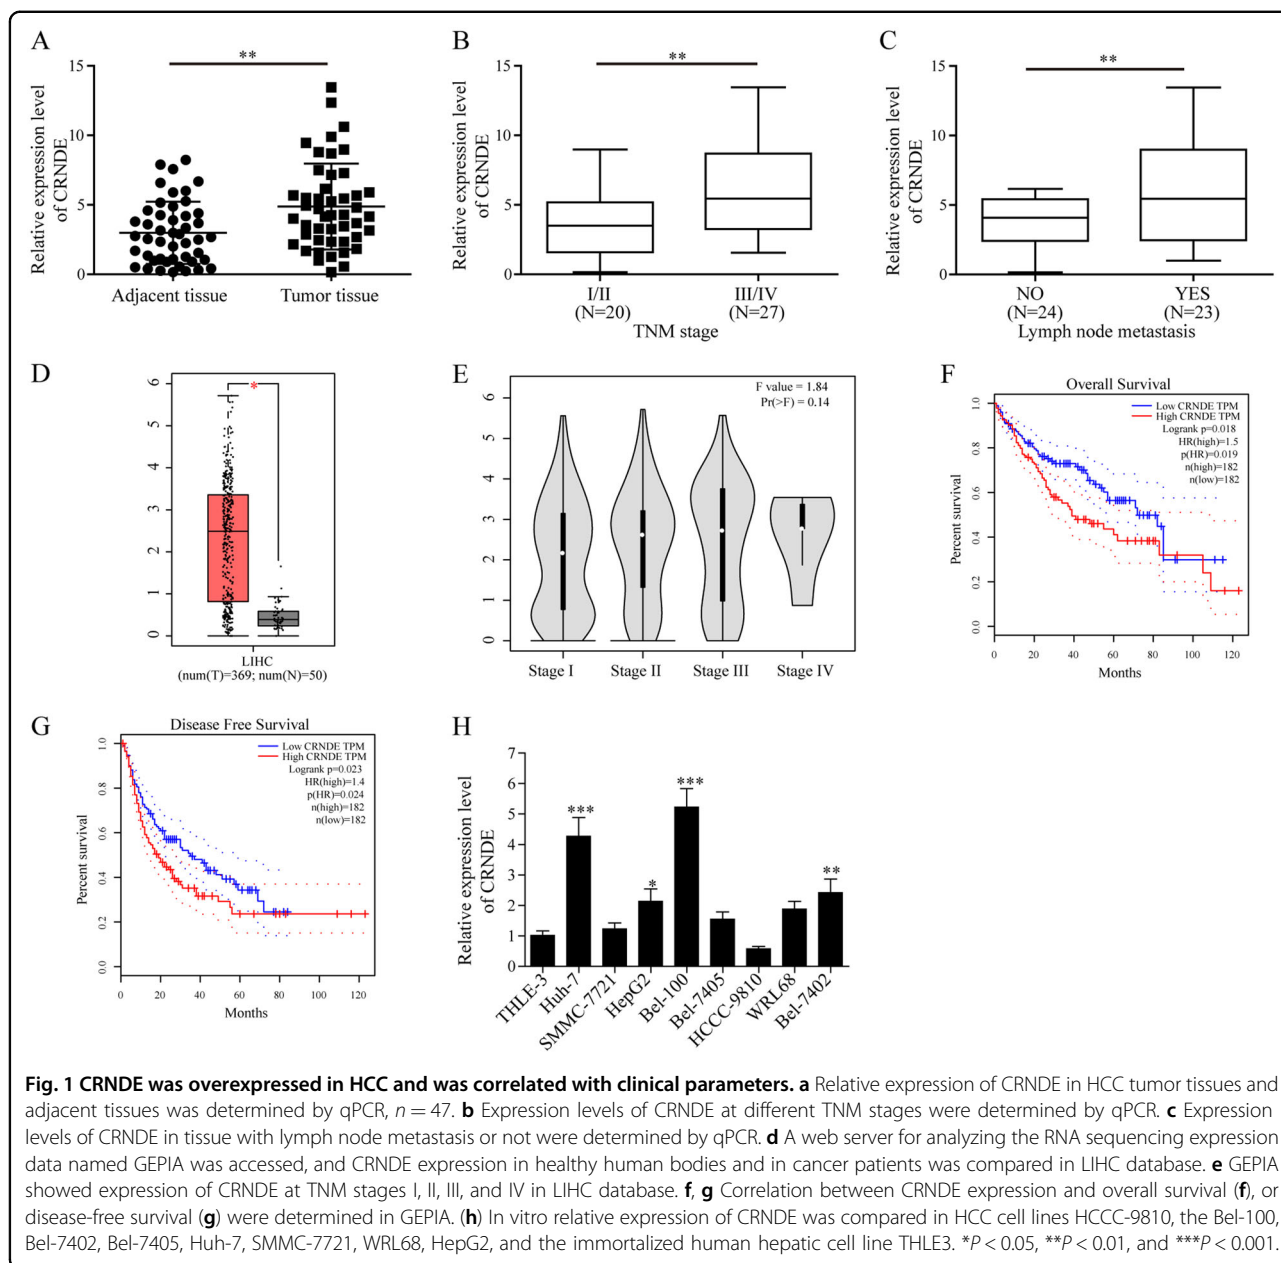 A
**
Relative expression level
of CRNDE
15
10
5
0
Adjacent tissue
Tumor tissue
B
**
Relative expression level
of CRNDE
15
10
5
0
I/II
(N=20)
III/IV
(N=27)
TNM stage
C
**
Relative expression level
of CRNDE
15
10
5
0
NO
(N=24)
YES
(N=23)
Lymph node metastasis
D
*
6
5
4
3
2
1
0
LIHC
(num(T)=369; num(N)=50)
E
F value = 1.84
Pr(>F) = 0.14
6
5
4
3
2
1
0
Stage I
Stage II
Stage III
Stage IV
F
Overall Survival
Low CRNDE TPM
High CRNDE TPM
Logrank p=0.018
HR(high)=1.5
p(HR)=0.019
n(high)=182
n(low)=182
Percent survival
1.0
0.8
0.6
0.4
0.2
0.0
0 20 40 60 80 100 120
Months
G
Disease Free Survival
Low CRNDE TPM
High CRNDE TPM
Logrank p=0.023
HR(high)=1.4
p(HR)=0.024
n(high)=182
n(low)=182
Percent survival
1.0
0.8
0.6
0.4
0.2
0.0
0 20 40 60 80 100 120
Months
H
Relative expression level
of CRNDE
7
6
5
4
3
2
1
0
***
*
***
**
THLE-3
Huh-7
SMMC-7721
HepG2
Bel-100
Bel-7405
HCCC-9810
WRL68
Bel-7402
Fig. 1 CRNDE was overexpressed in HCC and was correlated with clinical parameters. a Relative expression of CRNDE in HCC tumor tissues and
adjacent tissues was determined by qPCR, n = 47. b Expression levels of CRNDE at different TNM stages were determined by qPCR. c Expression
levels of CRNDE in tissue with lymph node metastasis or not were determined by qPCR. d A web server for analyzing the RNA sequencing expression
data named GEPIA was accessed, and CRNDE expression in healthy human bodies and in cancer patients was compared in LIHC database. e GEPIA
showed expression of CRNDE at TNM stages I, II, III, and IV in LIHC database. f, g Correlation between CRNDE expression and overall survival (f), or
disease-free survival (g) were determined in GEPIA. (h) In vitro relative expression of CRNDE was compared in HCC cell lines HCCC-9810, the Bel-100,
Bel-7402, Bel-7405, Huh-7, SMMC-7721, WRL68, HepG2, and the immortalized human hepatic cell line THLE3. *P < 0.05, **P < 0.01, and ***P < 0.001.